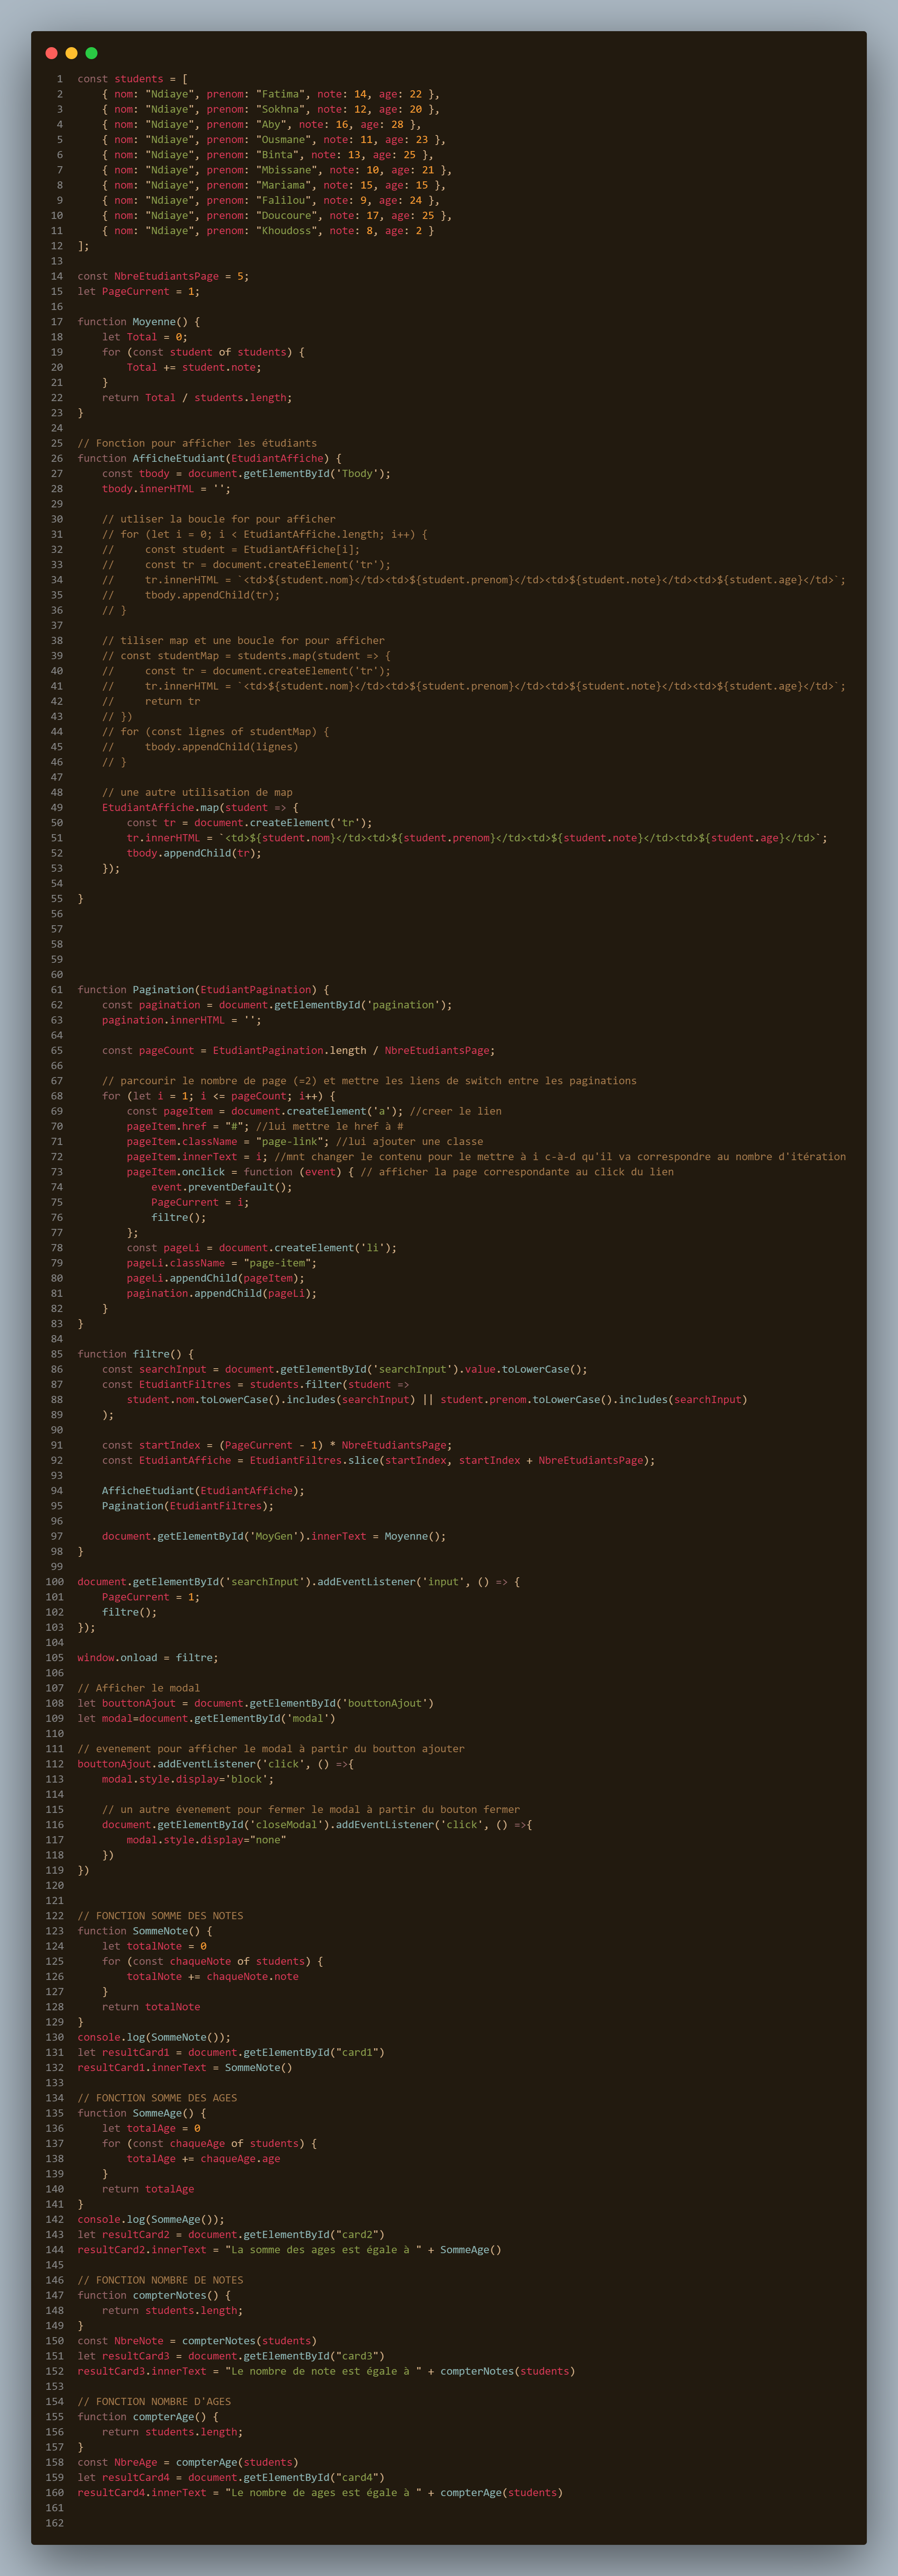 1 const students = [
2     { nom: "Ndiaye", prenom: "Fatima", note: 14, age: 22 },
3     { nom: "Ndiaye", prenom: "Sokhna", note: 12, age: 20 },
4     { nom: "Ndiaye", prenom: "Aby", note: 16, age: 28 },
5     { nom: "Ndiaye", prenom: "Ousmane", note: 11, age: 23 },
6     { nom: "Ndiaye", prenom: "Binta", note: 13, age: 25 },
7     { nom: "Ndiaye", prenom: "Mbissane", note: 10, age: 21 },
8     { nom: "Ndiaye", prenom: "Mariama", note: 15, age: 15 },
9     { nom: "Ndiaye", prenom: "Falilou", note: 9, age: 24 },
10     { nom: "Ndiaye", prenom: "Doucoure", note: 17, age: 25 },
11     { nom: "Ndiaye", prenom: "Khoudoss", note: 8, age: 2 }
12 ];
13
14 const NbreEtudiantsPage = 5;
15 let PageCurrent = 1;
16
17 function Moyenne() {
18     let Total = 0;
19     for (const student of students) {
20         Total += student.note;
21     }
22     return Total / students.length;
23 }
24
25 // Fonction pour afficher les étudiants
26 function AfficheEtudiant(EtudiantAffiche) {
27     const tbody = document.getElementById('Tbody');
28     tbody.innerHTML = '';
29
30     // utliser la boucle for pour afficher
31     // for (let i = 0; i < EtudiantAffiche.length; i++) {
32     //     const student = EtudiantAffiche[i];
33     //     const tr = document.createElement('tr');
34     //     tr.innerHTML = `<td>${student.nom}</td><td>${student.prenom}</td><td>${student.note}</td><td>${student.age}</td>`;
35     //     tbody.appendChild(tr);
36     // }
37
38     // tiliser map et une boucle for pour afficher
39     // const studentMap = students.map(student => {
40     //     const tr = document.createElement('tr');
41     //     tr.innerHTML = `<td>${student.nom}</td><td>${student.prenom}</td><td>${student.note}</td><td>${student.age}</td>`;
42     //     return tr
43     // })
44     // for (const lignes of studentMap) {
45     //     tbody.appendChild(lignes)
46     // }
47
48     // une autre utilisation de map
49     EtudiantAffiche.map(student => {
50         const tr = document.createElement('tr');
51         tr.innerHTML = `<td>${student.nom}</td><td>${student.prenom}</td><td>${student.note}</td><td>${student.age}</td>`;
52         tbody.appendChild(tr);
53     });
54
55 }
56
57
58
59
60
61 function Pagination(EtudiantPagination) {
62     const pagination = document.getElementById('pagination');
63     pagination.innerHTML = '';
64
65     const pageCount = EtudiantPagination.length / NbreEtudiantsPage;
66
67     // parcourir le nombre de page (=2) et mettre les liens de switch entre les paginations
68     for (let i = 1; i <= pageCount; i++) {
69         const pageItem = document.createElement('a'); //creer le lien
70         pageItem.href = "#"; //lui mettre le href à #
71         pageItem.className = "page-link"; //lui ajouter une classe
72         pageItem.innerText = i; //mnt changer le contenu pour le mettre à i c-à-d qu'il va correspondre au nombre d'itération
73         pageItem.onclick = function (event) { // afficher la page correspondante au click du lien
74             event.preventDefault();
75             PageCurrent = i;
76             filtre();
77         };
78         const pageLi = document.createElement('li');
79         pageLi.className = "page-item";
80         pageLi.appendChild(pageItem);
81         pagination.appendChild(pageLi);
82     }
83 }
84
85 function filtre() {
86     const searchInput = document.getElementById('searchInput').value.toLowerCase();
87     const EtudiantFiltres = students.filter(student =>
88         student.nom.toLowerCase().includes(searchInput) || student.prenom.toLowerCase().includes(searchInput)
89     );
90
91     const startIndex = (PageCurrent - 1) * NbreEtudiantsPage;
92     const EtudiantAffiche = EtudiantFiltres.slice(startIndex, startIndex + NbreEtudiantsPage);
93
94     AfficheEtudiant(EtudiantAffiche);
95     Pagination(EtudiantFiltres);
96
97     document.getElementById('MoyGen').innerText = Moyenne();
98 }
99
100 document.getElementById('searchInput').addEventListener('input', () => {
101     PageCurrent = 1;
102     filtre();
103 });
104
105 window.onload = filtre;
106
107 // Afficher le modal
108 let bouttonAjout = document.getElementById('bouttonAjout')
109 let modal=document.getElementById('modal')
110
111 // evenement pour afficher le modal à partir du boutton ajouter
112 bouttonAjout.addEventListener('click', () =>{
113     modal.style.display='block';
114
115     // un autre évenement pour fermer le modal à partir du bouton fermer
116     document.getElementById('closeModal').addEventListener('click', () =>{
117         modal.style.display="none"
118     })
119 })
120
121
122 // FONCTION SOMME DES NOTES
123 function SommeNote() {
124     let totalNote = 0
125     for (const chaqueNote of students) {
126         totalNote += chaqueNote.note
127     }
128     return totalNote
129 }
130 console.log(SommeNote());
131 let resultCard1 = document.getElementById("card1")
132 resultCard1.innerText = SommeNote()
133
134 // FONCTION SOMME DES AGES
135 function SommeAge() {
136     let totalAge = 0
137     for (const chaqueAge of students) {
138         totalAge += chaqueAge.age
139     }
140     return totalAge
141 }
142 console.log(SommeAge());
143 let resultCard2 = document.getElementById("card2")
144 resultCard2.innerText = "La somme des ages est égale à " + SommeAge()
145
146 // FONCTION NOMBRE DE NOTES
147 function compterNotes() {
148     return students.length;
149 }
150 const NbreNote = compterNotes(students)
151 let resultCard3 = document.getElementById("card3")
152 resultCard3.innerText = "Le nombre de note est égale à " + compterNotes(students)
153
154 // FONCTION NOMBRE D'AGES
155 function compterAge() {
156     return students.length;
157 }
158 const NbreAge = compterAge(students)
159 let resultCard4 = document.getElementById("card4")
160 resultCard4.innerText = "Le nombre de ages est égale à " + compterAge(students)
161
162